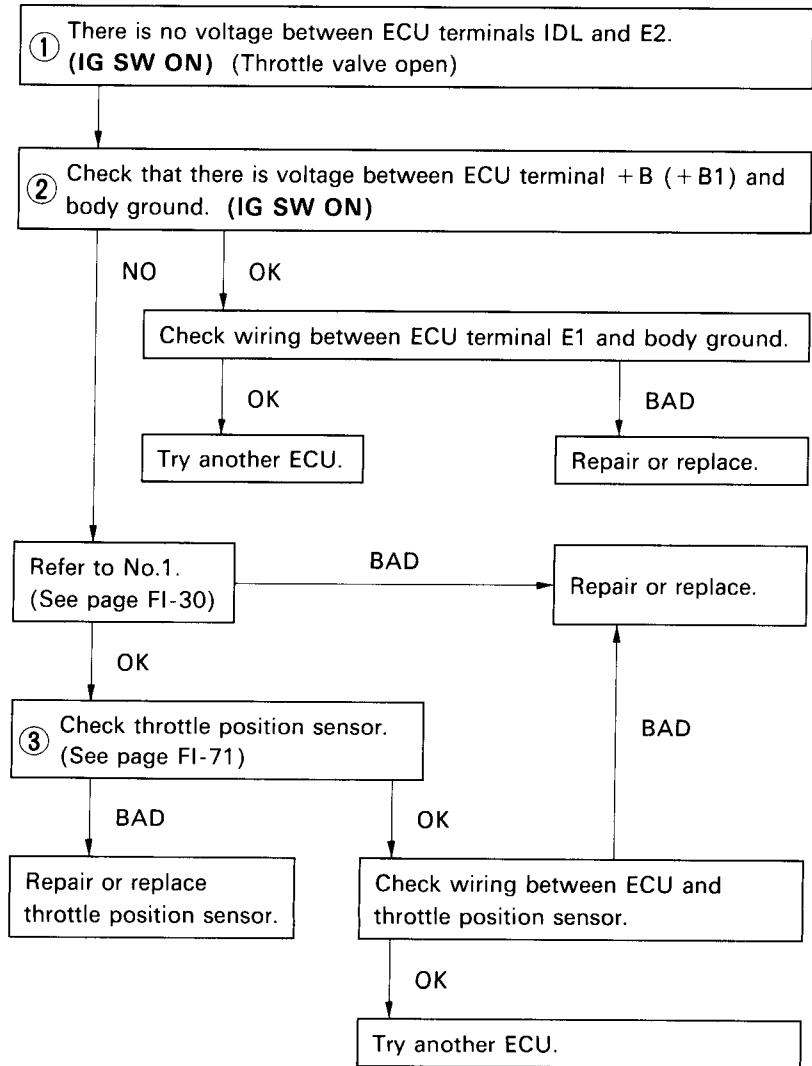 ① There is no voltage between ECU terminals IDL and E2.
(IG SW ON) (Throttle valve open)
② Check that there is voltage between ECU terminal +B (+B1) and
body ground. (IG SW ON)
NO
OK
Check wiring between ECU terminal E1 and body ground.
OK
BAD
Try another ECU.
Repair or replace.
Refer to No.1.
(See page FI-30)
BAD
Repair or replace.
OK
③ Check throttle position sensor.
(See page FI-71)
BAD
BAD
OK
Repair or replace
throttle position sensor.
Check wiring between ECU and
throttle position sensor.
OK
Try another ECU.